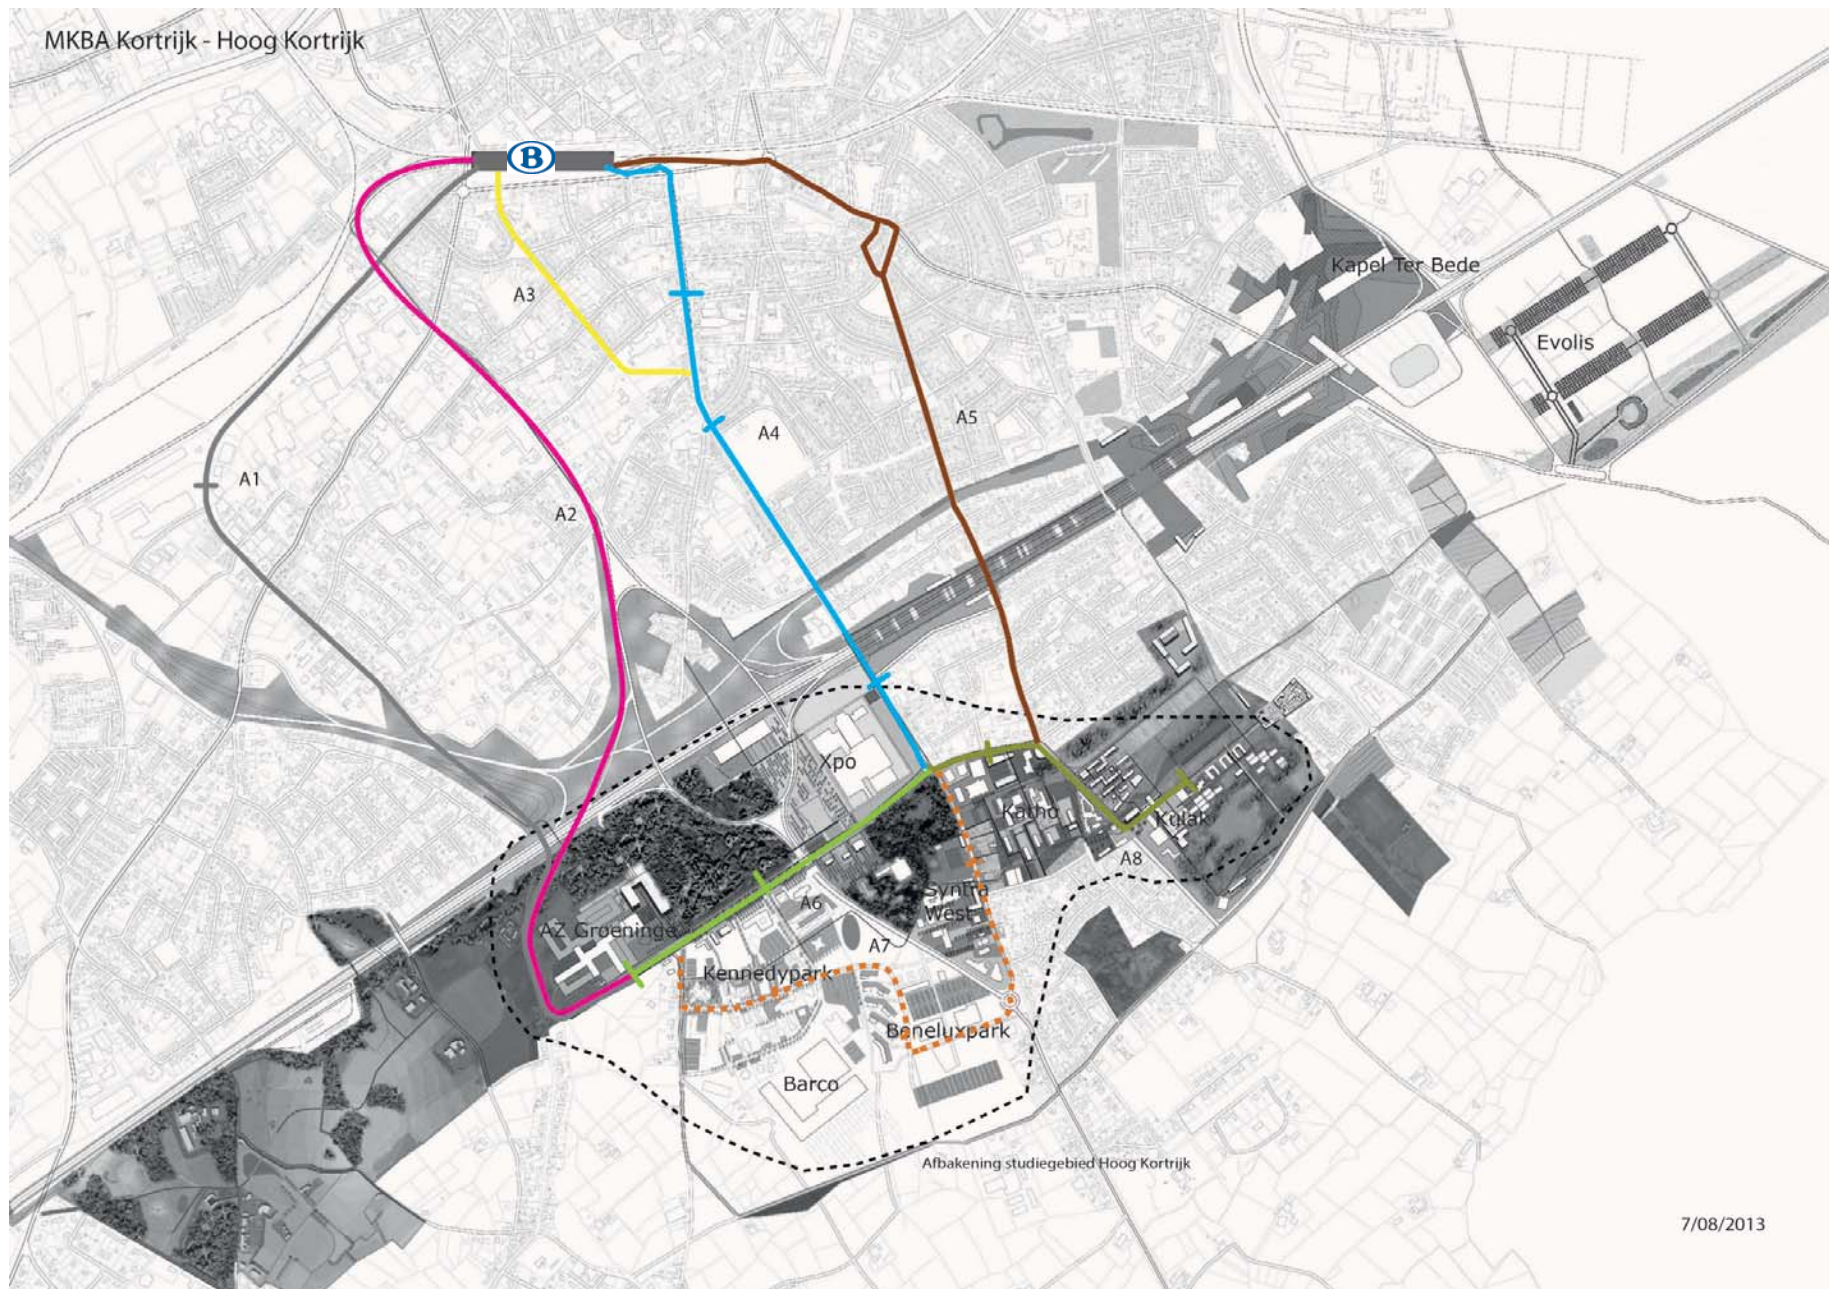 MKBA Kortrijk - Hoog Kortrijk
B
Kapel Ter Bede
A3
Evolis
A5
A4
A1
A2
Xpo
Katho
Kulak
A8
Syntra
West
A6
AZ Groeninge
A7
Kennedypark
Beneluxpark
Barco
Afbakening studiegebied Hoog Kortrijk
7/08/2013